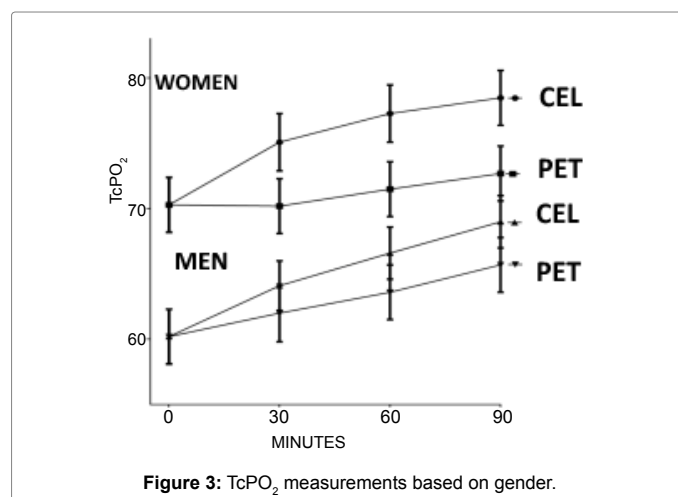 80
WOMEN
CEL
TcPO2
PET
70
CEL
MEN
PET
60
0 30 60 90
MINUTES
Figure 3: TcPO2 measurements based on gender.